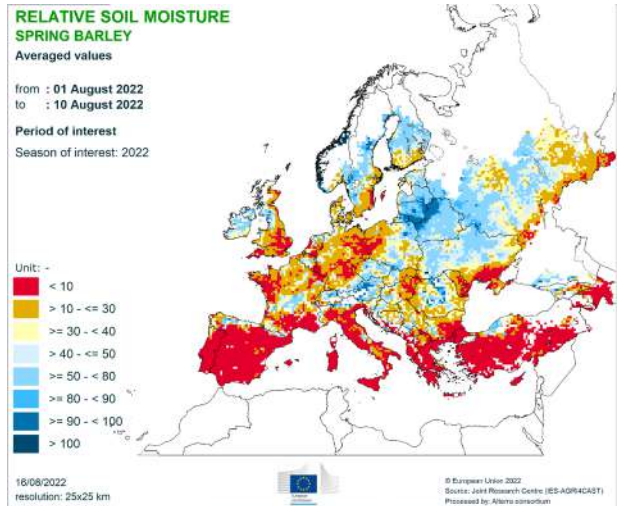 RELATIVE SOIL MOISTURE
SPRING BARLEY
Averaged values
from : 01 August 2022
to : 10 August 2022
Period of interest
Season of interest: 2022
Unit: -
< 10
> 10 - <= 30
>= 30 - < 40
> 40 - <= 50
>= 50 - < 80
>= 80 - < 90
>= 90 - < 100
> 100
16/08/2022
resolution: 25x25 km
© European Union 2022
Source: Joint Research Centre (IES-AGRI4CAST)
Processed by: Alterra consortium